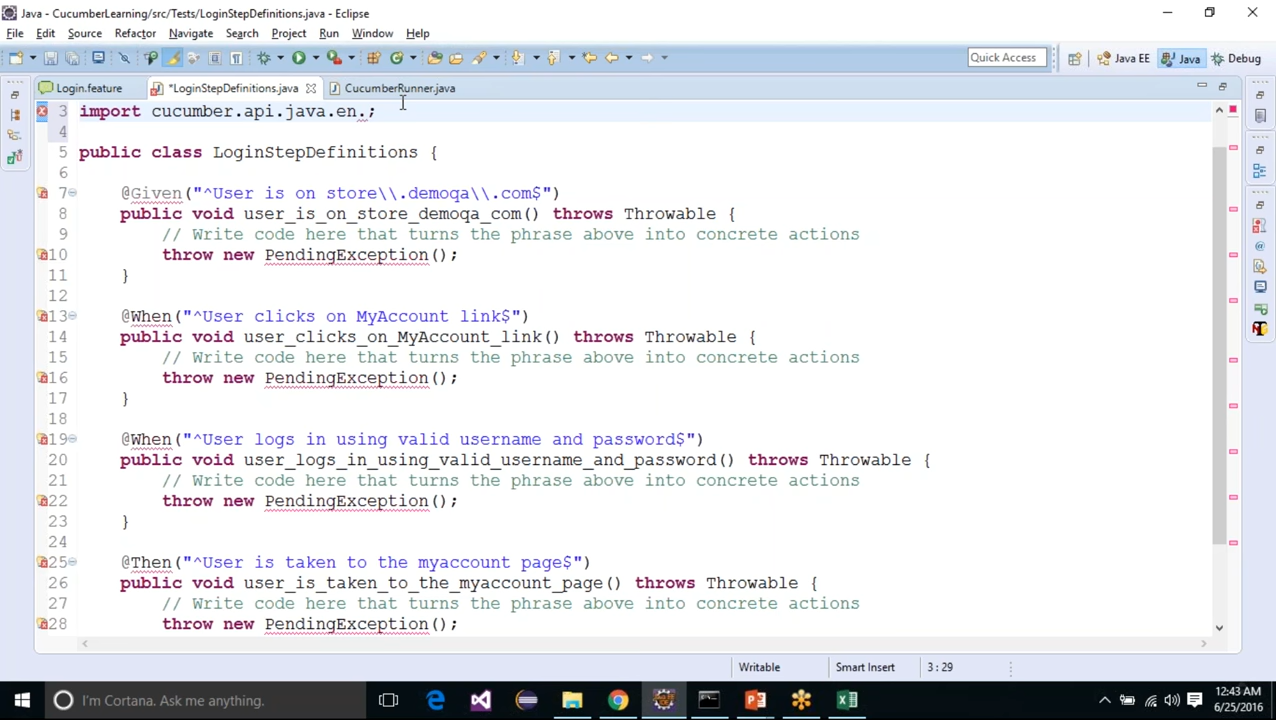 Java - CucumberLearning/src/Tests/LoginStepDefinitions.java - Eclipse
File Edit Source Refactor Navigate Search Project Run Window Help
Quick Access Java EE Java Debug
Login.feature *LoginStepDefinitions.java CucumberRunner.java
3 import cucumber.api.java.en.;
4
5 public class LoginStepDefinitions {
6
7 @Given("^User is on store\\.demoqa\\.com$")
8 public void user_is_on_store_demoqa_com() throws Throwable {
9 // Write code here that turns the phrase above into concrete actions
10 throw new PendingException();
11 }
12
13 @When("^User clicks on MyAccount link$")
14 public void user_clicks_on_MyAccount_link() throws Throwable {
15 // Write code here that turns the phrase above into concrete actions
16 throw new PendingException();
17 }
18
19 @When("^User logs in using valid username and password$")
20 public void user_logs_in_using_valid_username_and_password() throws Throwable {
21 // Write code here that turns the phrase above into concrete actions
22 throw new PendingException();
23 }
24
25 @Then("^User is taken to the myaccount page$")
26 public void user_is_taken_to_the_myaccount_page() throws Throwable {
27 // Write code here that turns the phrase above into concrete actions
28 throw new PendingException();
Writable Smart Insert 3 : 29
I'm Cortana. Ask me anything.
12:43 AM
6/25/2016